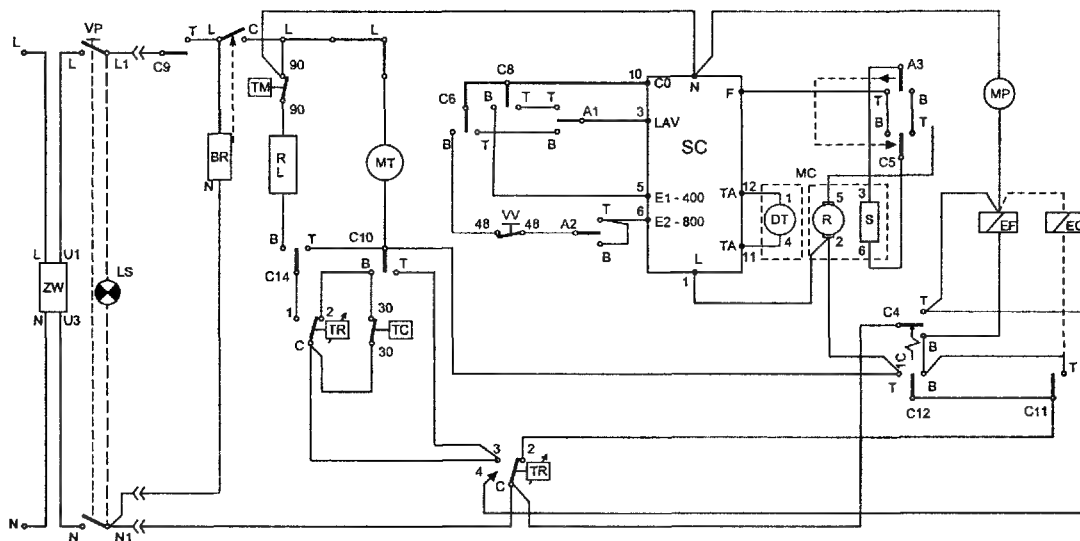 VP
L
L
L1
C9
T
L
C
L
L
90
TM
90
BR
N
R
L
MT
B
T
C10
C14
B
T
1
2
30
TR
TC
C
30
L
U1
ZW
LS
N
U3
N
N
N1
C8
C6
B
T
T
A1
B
T
B
48
VV
48
A2
T
B
10
C0
N
F
3
LAV
SC
5
E1 - 400
6
E2 - 800
12
TA
TA
11
L
1
1
DT
4
MC
5
R
2
3
S
6
A3
T
B
B
T
C5
MP
EF
C4
T
1C
B
T
B
T
C12
C11
3
2
4
C
TR